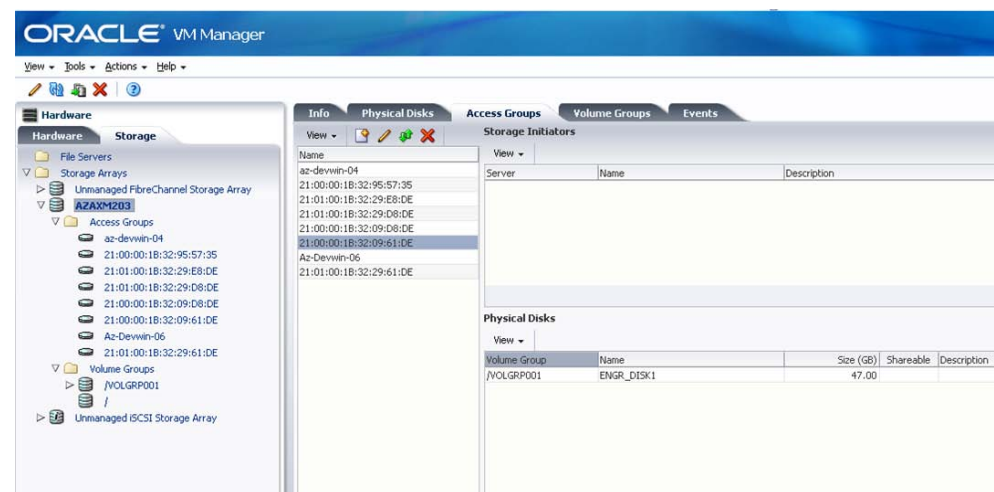 ORACLE VM Manager
View Tools Actions Help
Hardware
Hardware Storage
File Servers
Storage Arrays
Unmanaged FibreChannel Storage Array
AZAXM203
Access Groups
az-devwin-04
21:00:00:1B:32:95:57:35
21:01:00:1B:32:29:E8:DE
21:01:00:1B:32:29:D8:DE
21:00:00:1B:32:09:D8:DE
21:00:00:1B:32:09:61:DE
Az-Devwin-06
21:01:00:1B:32:29:61:DE
Volume Groups
/VOLGRP001
/
Unmanaged iSCSI Storage Array
Info Physical Disks Access Groups Volume Groups Events
View
Name
az-devwin-04
21:00:00:1B:32:95:57:35
21:01:00:1B:32:29:E8:DE
21:01:00:1B:32:29:D8:DE
21:00:00:1B:32:09:D8:DE
21:00:00:1B:32:09:61:DE
Az-Devwin-06
21:01:00:1B:32:29:61:DE
Storage Initiators
View
Server Name Description
Physical Disks
View
Volume Group Name Size (GB) Shareable Description
/VOLGRP001 ENGR_DISK1 47.00